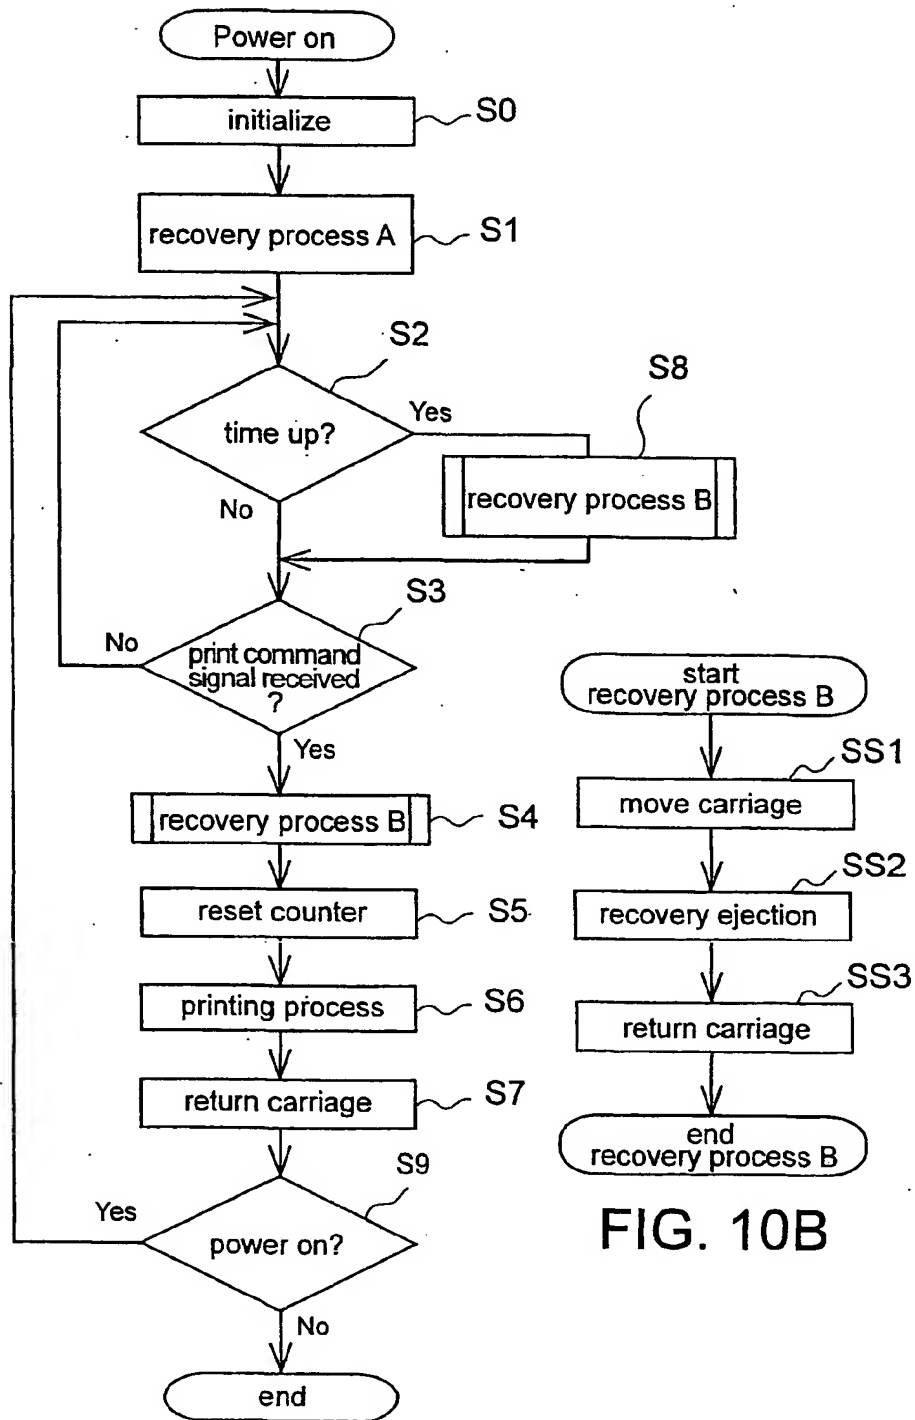 Power on
initialize
S0
recovery process A
S1
S2
time up?
Yes
No
S8
recovery process B
S3
No
print command
signal received
?
Yes
recovery process B
S4
reset counter
S5
printing process
S6
return carriage
S7
S9
Yes
power on?
No
end
start
recovery process B
SS1
move carriage
SS2
recovery ejection
SS3
return carriage
end
recovery process B
FIG. 10B